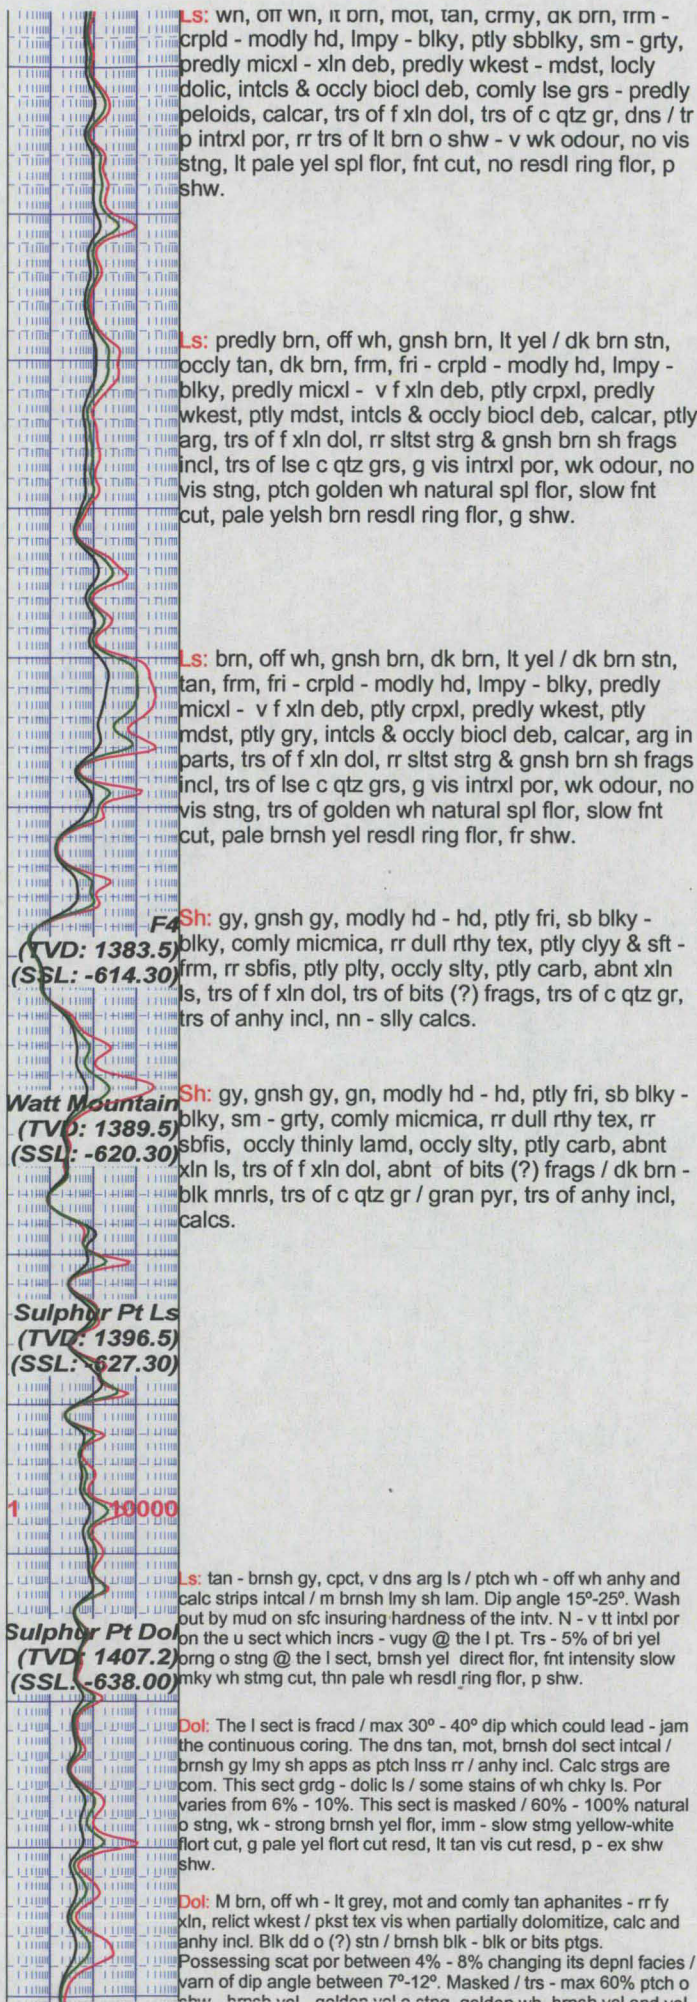 Ls: wn, off wh, lt brn, mot, tan, crmy, dk brn, frm -
crpld - modly hd, lmpy - blky, ptly sbblky, sm - grty,
predly micxl - xln deb, predly wkest - mdst, locly
dolic, intcls & occly biocl deb, comly lse grs - predly
peloids, calcar, trs of f xln dol, trs of c qtz gr, dns / tr
p intrxl por, rr trs of lt brn o shw - v wk odour, no vis
stng, lt pale yel spl flor, fnt cut, no resdl ring flor, p
shw.
Ls: predly brn, off wh, gnsh brn, lt yel / dk brn stn,
occly tan, dk brn, frm, fri - crpld - modly hd, lmpy -
blky, predly micxl - v f xln deb, ptly crpxl, predly
wkest, ptly mdst, intcls & occly biocl deb, calcar, ptly
arg, trs of f xln dol, rr sltst strg & gnsh brn sh frags
incl, trs of lse c qtz grs, g vis intrxl por, wk odour, no
vis stng, ptch golden wh natural spl flor, slow fnt
cut, pale yelsh brn resdl ring flor, g shw.
Ls: brn, off wh, gnsh brn, dk brn, lt yel / dk brn stn,
tan, frm, fri - crpld - modly hd, lmpy - blky, predly
micxl - v f xln deb, ptly crpxl, predly wkest, ptly
mdst, ptly gry, intcls & occly biocl deb, calcar, arg in
parts, trs of f xln dol, rr sltst strg & gnsh brn sh frags
incl, trs of lse c qtz grs, g vis intrxl por, wk odour, no
vis stng, trs of golden wh natural spl flor, slow fnt
cut, pale brnsh yel resdl ring flor, fr shw.
F4
(TVD: 1383.5)
(SSL: -614.30)
Sh: gy, gnsh gy, modly hd - hd, ptly fri, sb blky -
blky, comly micmica, rr dull rthy tex, ptly clyy & sft -
frm, rr sbfis, ptly plty, occly slty, ptly carb, abnt xln
ls, trs of f xln dol, trs of bits (?) frags, trs of c qtz gr,
trs of anhy incl, nn - slly calcs.
Watt Mountain
(TVD: 1389.5)
(SSL: -620.30)
Sh: gy, gnsh gy, gn, modly hd - hd, ptly fri, sb blky -
blky, sm - grty, comly micmica, rr dull rthy tex, rr
sbfis, occly thinly lamd, occly slty, ptly carb, abnt
xln ls, trs of f xln dol, abnt of bits (?) frags / dk brn -
blk mnrls, trs of c qtz gr / gran pyr, trs of anhy incl,
calcs.
Sulphur Pt Ls
(TVD: 1396.5)
(SSL: -627.30)
1 10000
Ls: tan - brnsh gy, cpct, v dns arg ls / ptch wh - off wh anhy and
calc strips intcal / m brnsh lmy sh lam. Dip angle 15º-25º. Wash
out by mud on sfc insuring hardness of the intv. N - v tt intxl por
on the u sect which incrs - vugy @ the l pt. Trs - 5% of bri yel
orng o stng @ the l sect, brnsh yel direct flor, fnt intensity slow
mky wh stmg cut, thn pale wh resdl ring flor, p shw.
Sulphur Pt Dol
(TVD: 1407.2)
(SSL: -638.00)
Dol: The l sect is fracd / max 30º - 40º dip which could lead - jam
the continuous coring. The dns tan, mot, brnsh dol sect intcal /
brnsh gy lmy sh apps as ptch lnss rr / anhy incl. Calc strgs are
com. This sect grdg - dolic ls / some stains of wh chky ls. Por
varies from 6% - 10%. This sect is masked / 60% - 100% natural
o stng, wk - strong brnsh yel flor, imm - slow stmg yellow-white
flort cut, g pale yel flort cut resd, lt tan vis cut resd, p - ex shw
shw.
Dol: M brn, off wh - lt grey, mot and comly tan aphanites - rr fy
xln, relict wkest / pkst tex vis when partially dolomitize, calc and
anhy incl. Blk dd o (?) stn / brnsh blk - blk or bits ptgs.
Possessing scat por between 4% - 8% changing its depnl facies /
varn of dip angle between 7º-12º. Masked / trs - max 60% ptch o
shw, brnsh yel - golden yel o stng, golden wh, brnsh yel and yel